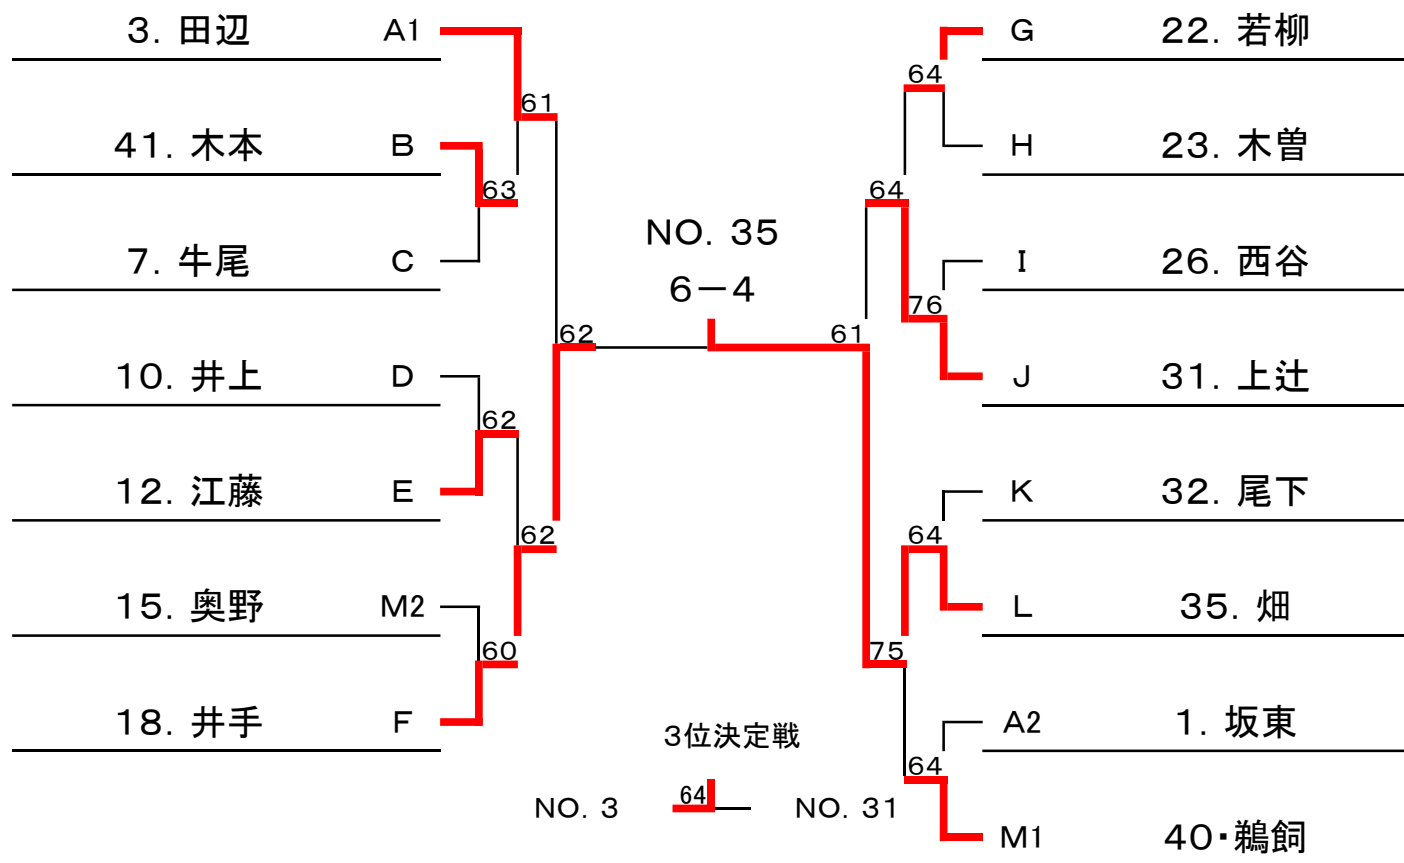 3. 田辺 A1
61
41. 木本 B
63
7. 牛尾 C
62
10. 井上 D
62
12. 江藤 E
62
15. 奥野 M2
60
18. 井手 F
NO. 35
6－4
G 22. 若柳
64
H 23. 木曽
64
I 26. 西谷
76
61
J 31. 上辻
K 32. 尾下
64
L 35. 畑
75
A2 1. 坂東
64
M1 40・鵜飼
3位決定戦
NO. 3 64 NO. 31